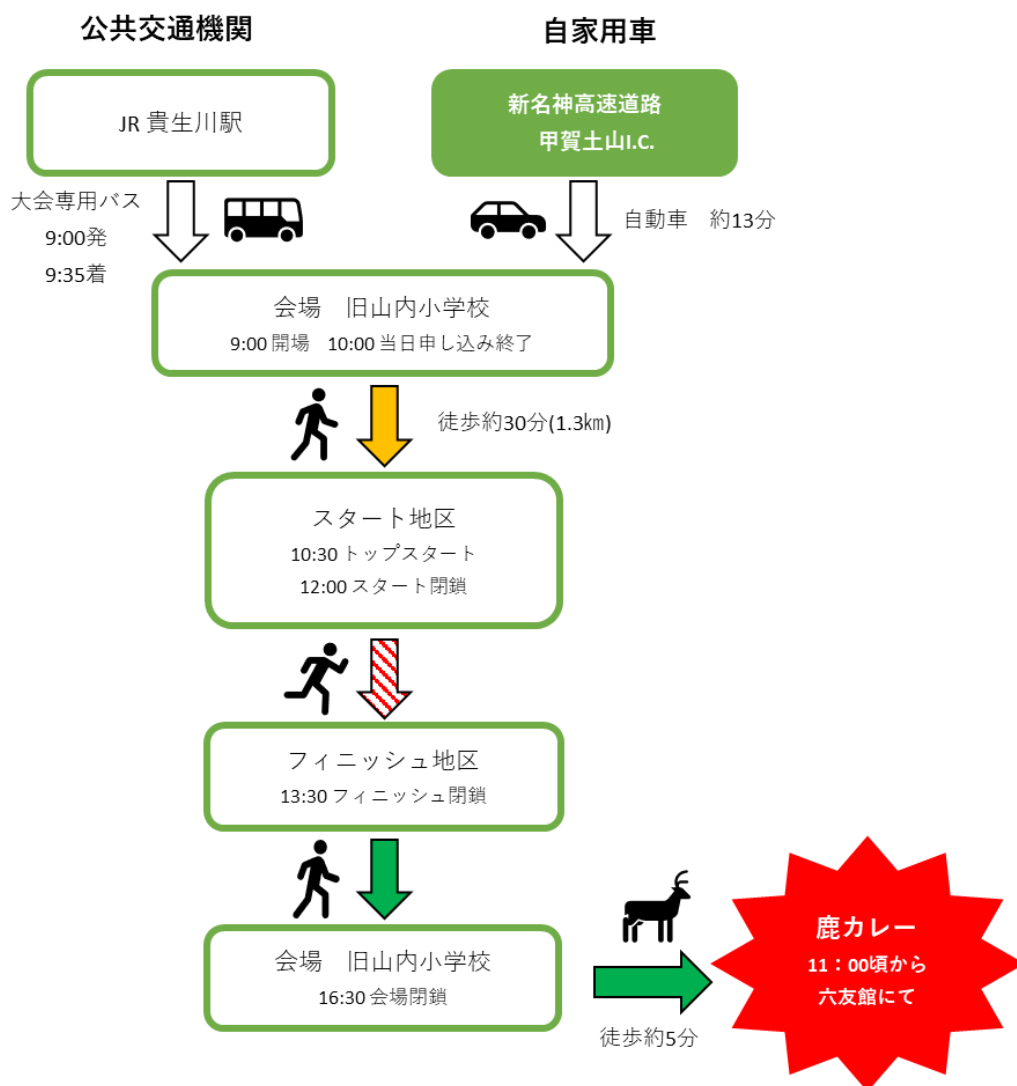 公共交通機関
自家用車
JR 貴生川駅
新名神高速道路
甲賀土山I.C.
大会専用バス
9:00発
9:35着
自動車　約13分
会場　旧山内小学校
9:00 開場　10:00 当日申し込み終了
徒歩約30分(1.3㎞)
スタート地区
10:30 トップスタート
12:00 スタート閉鎖
フィニッシュ地区
13:30 フィニッシュ閉鎖
会場　旧山内小学校
16:30 会場閉鎖
徒歩約5分
鹿カレー
11：00頃から
六友館にて